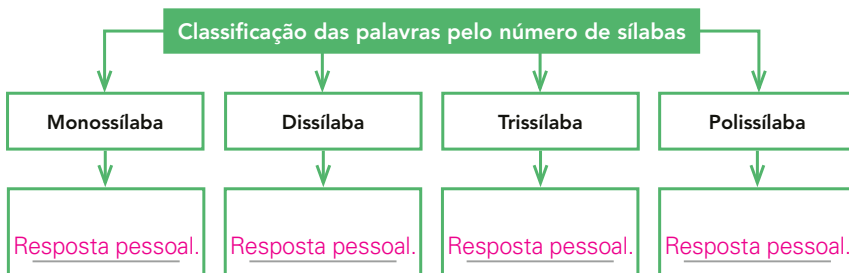 Classificação das palavras pelo número de sílabas
Monossílaba
Dissílaba
Trissílaba
Polissílaba
Resposta pessoal.
Resposta pessoal.
Resposta pessoal.
Resposta pessoal.